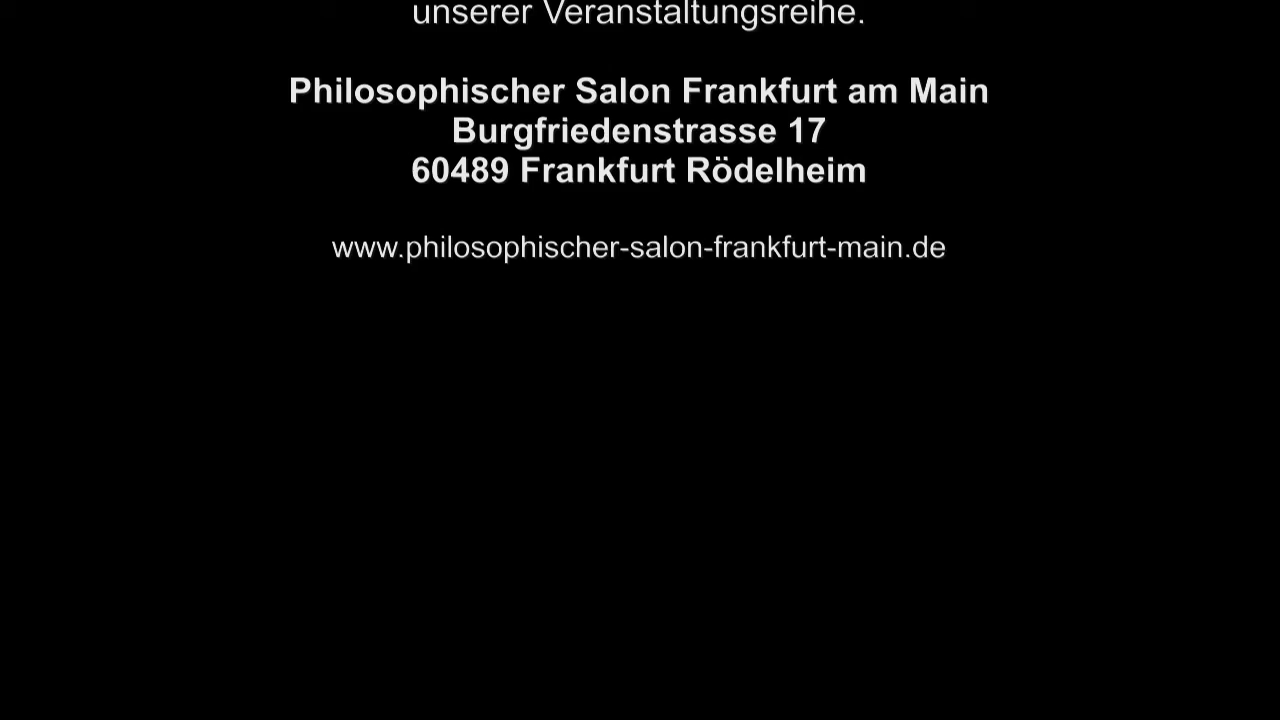 unserer Veranstaltungsreihe.
Philosophischer Salon Frankfurt am Main
Burgfriedenstrasse 17
60489 Frankfurt Rödelheim
www.philosophischer-salon-frankfurt-main.de